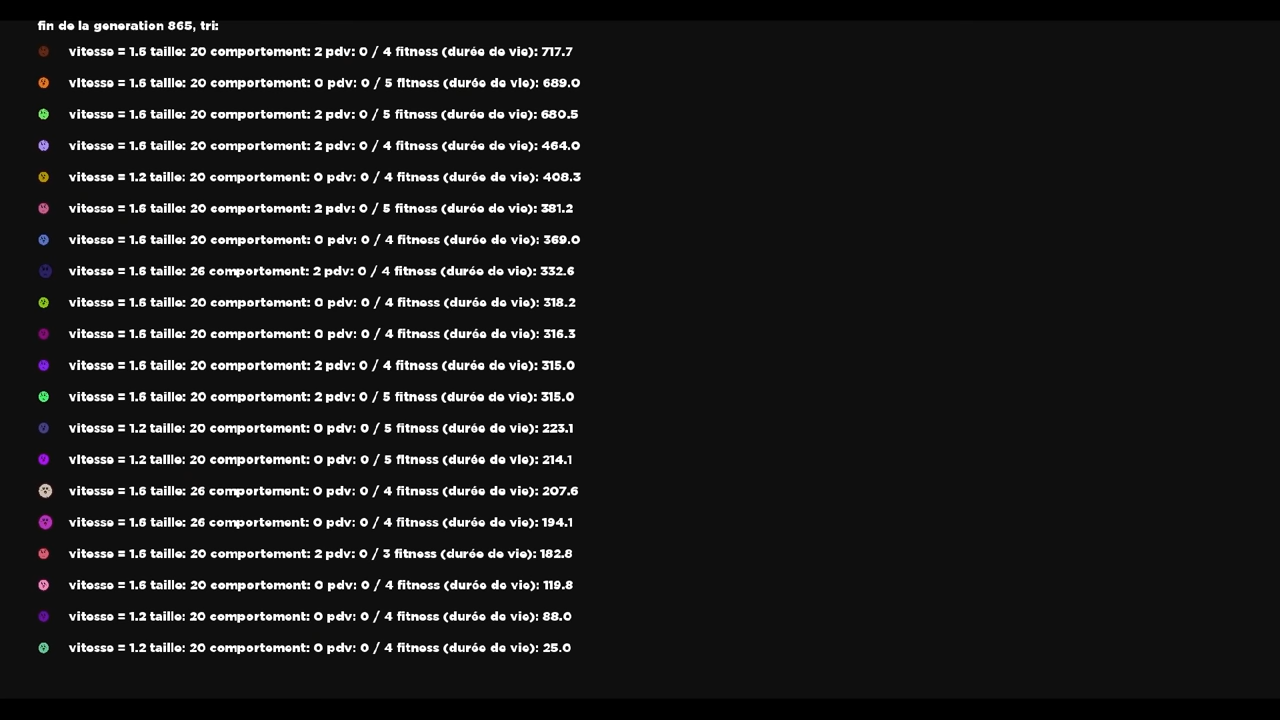 fin de la generation 865, tri:
vitesse = 1.6 taille: 20 comportement: 2 pdv: 0 / 4 fitness (durée de vie): 717.7
vitesse = 1.6 taille: 20 comportement: 0 pdv: 0 / 5 fitness (durée de vie): 689.0
vitesse = 1.6 taille: 20 comportement: 2 pdv: 0 / 5 fitness (durée de vie): 680.5
vitesse = 1.6 taille: 20 comportement: 2 pdv: 0 / 4 fitness (durée de vie): 464.0
vitesse = 1.2 taille: 20 comportement: 0 pdv: 0 / 4 fitness (durée de vie): 408.3
vitesse = 1.6 taille: 20 comportement: 2 pdv: 0 / 5 fitness (durée de vie): 381.2
vitesse = 1.6 taille: 20 comportement: 0 pdv: 0 / 4 fitness (durée de vie): 369.0
vitesse = 1.6 taille: 26 comportement: 2 pdv: 0 / 4 fitness (durée de vie): 332.6
vitesse = 1.6 taille: 20 comportement: 0 pdv: 0 / 4 fitness (durée de vie): 318.2
vitesse = 1.6 taille: 20 comportement: 0 pdv: 0 / 4 fitness (durée de vie): 316.3
vitesse = 1.6 taille: 20 comportement: 2 pdv: 0 / 4 fitness (durée de vie): 315.0
vitesse = 1.6 taille: 20 comportement: 2 pdv: 0 / 5 fitness (durée de vie): 315.0
vitesse = 1.2 taille: 20 comportement: 0 pdv: 0 / 5 fitness (durée de vie): 223.1
vitesse = 1.2 taille: 20 comportement: 0 pdv: 0 / 5 fitness (durée de vie): 214.1
vitesse = 1.6 taille: 26 comportement: 0 pdv: 0 / 4 fitness (durée de vie): 207.6
vitesse = 1.6 taille: 26 comportement: 0 pdv: 0 / 4 fitness (durée de vie): 194.1
vitesse = 1.6 taille: 20 comportement: 2 pdv: 0 / 3 fitness (durée de vie): 182.8
vitesse = 1.6 taille: 20 comportement: 0 pdv: 0 / 4 fitness (durée de vie): 119.8
vitesse = 1.2 taille: 20 comportement: 0 pdv: 0 / 4 fitness (durée de vie): 88.0
vitesse = 1.2 taille: 20 comportement: 0 pdv: 0 / 4 fitness (durée de vie): 25.0